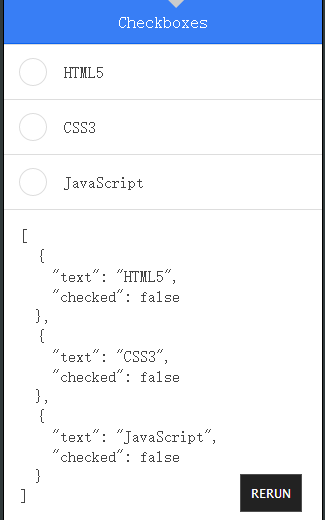 Checkboxes
HTML5
CSS3
JavaScript
[
  {
    "text": "HTML5",
    "checked": false
  },
  {
    "text": "CSS3",
    "checked": false
  },
  {
    "text": "JavaScript",
    "checked": false
  }
]
RERUN